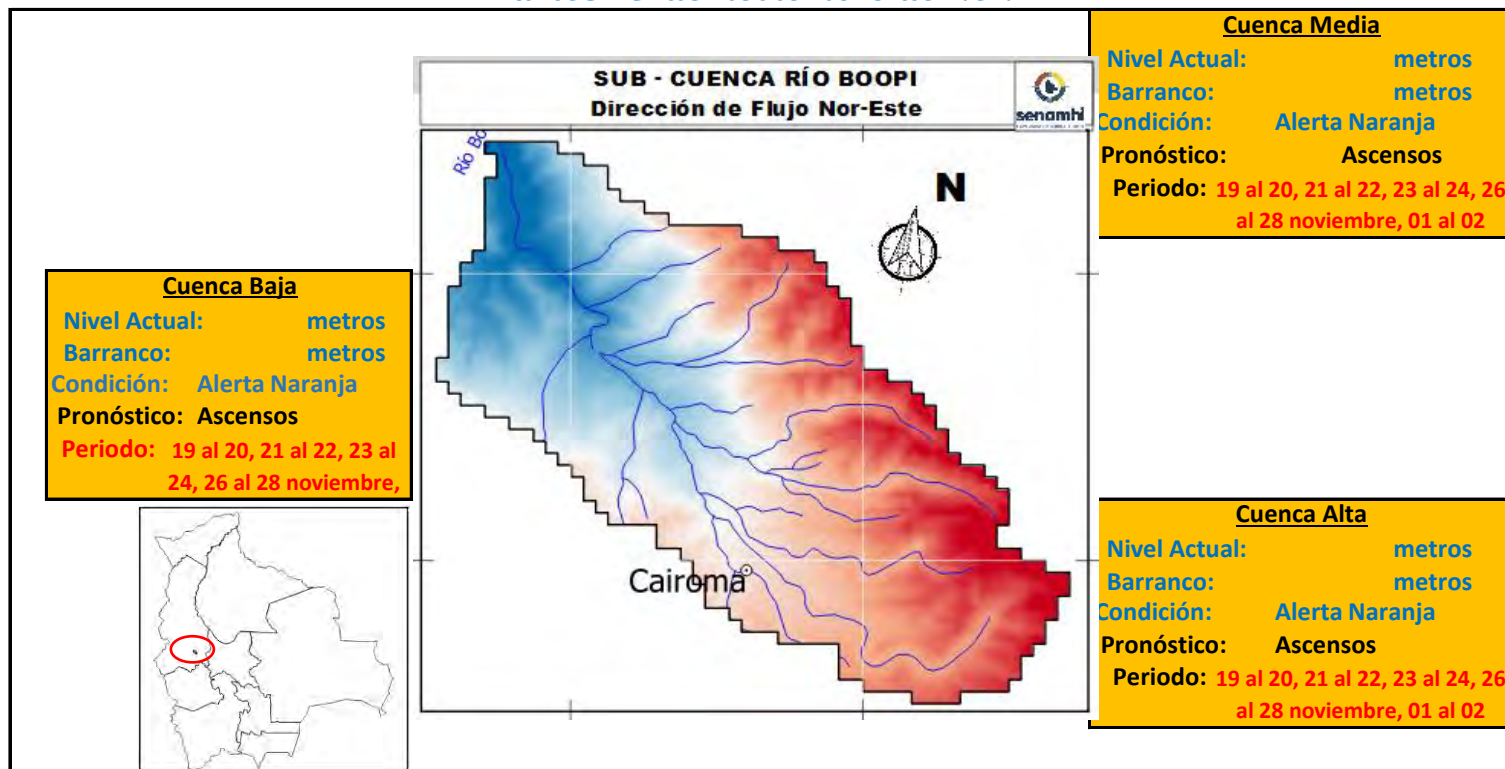 Cuenca Media
Nivel Actual: metros
Barranco: metros
Condición: Alerta Naranja
Pronóstico: Ascensos
Periodo: 19 al 20, 21 al 22, 23 al 24, 26
al 28 noviembre, 01 al 02
SUB - CUENCA RÍO BOOPI
Dirección de Flujo Nor-Este
senamhi
Río Bo
N
Cuenca Baja
Nivel Actual: metros
Barranco: metros
Condición: Alerta Naranja
Pronóstico: Ascensos
Periodo: 19 al 20, 21 al 22, 23 al
24, 26 al 28 noviembre,
Cairoma
Cuenca Alta
Nivel Actual: metros
Barranco: metros
Condición: Alerta Naranja
Pronóstico: Ascensos
Periodo: 19 al 20, 21 al 22, 23 al 24, 26
al 28 noviembre, 01 al 02